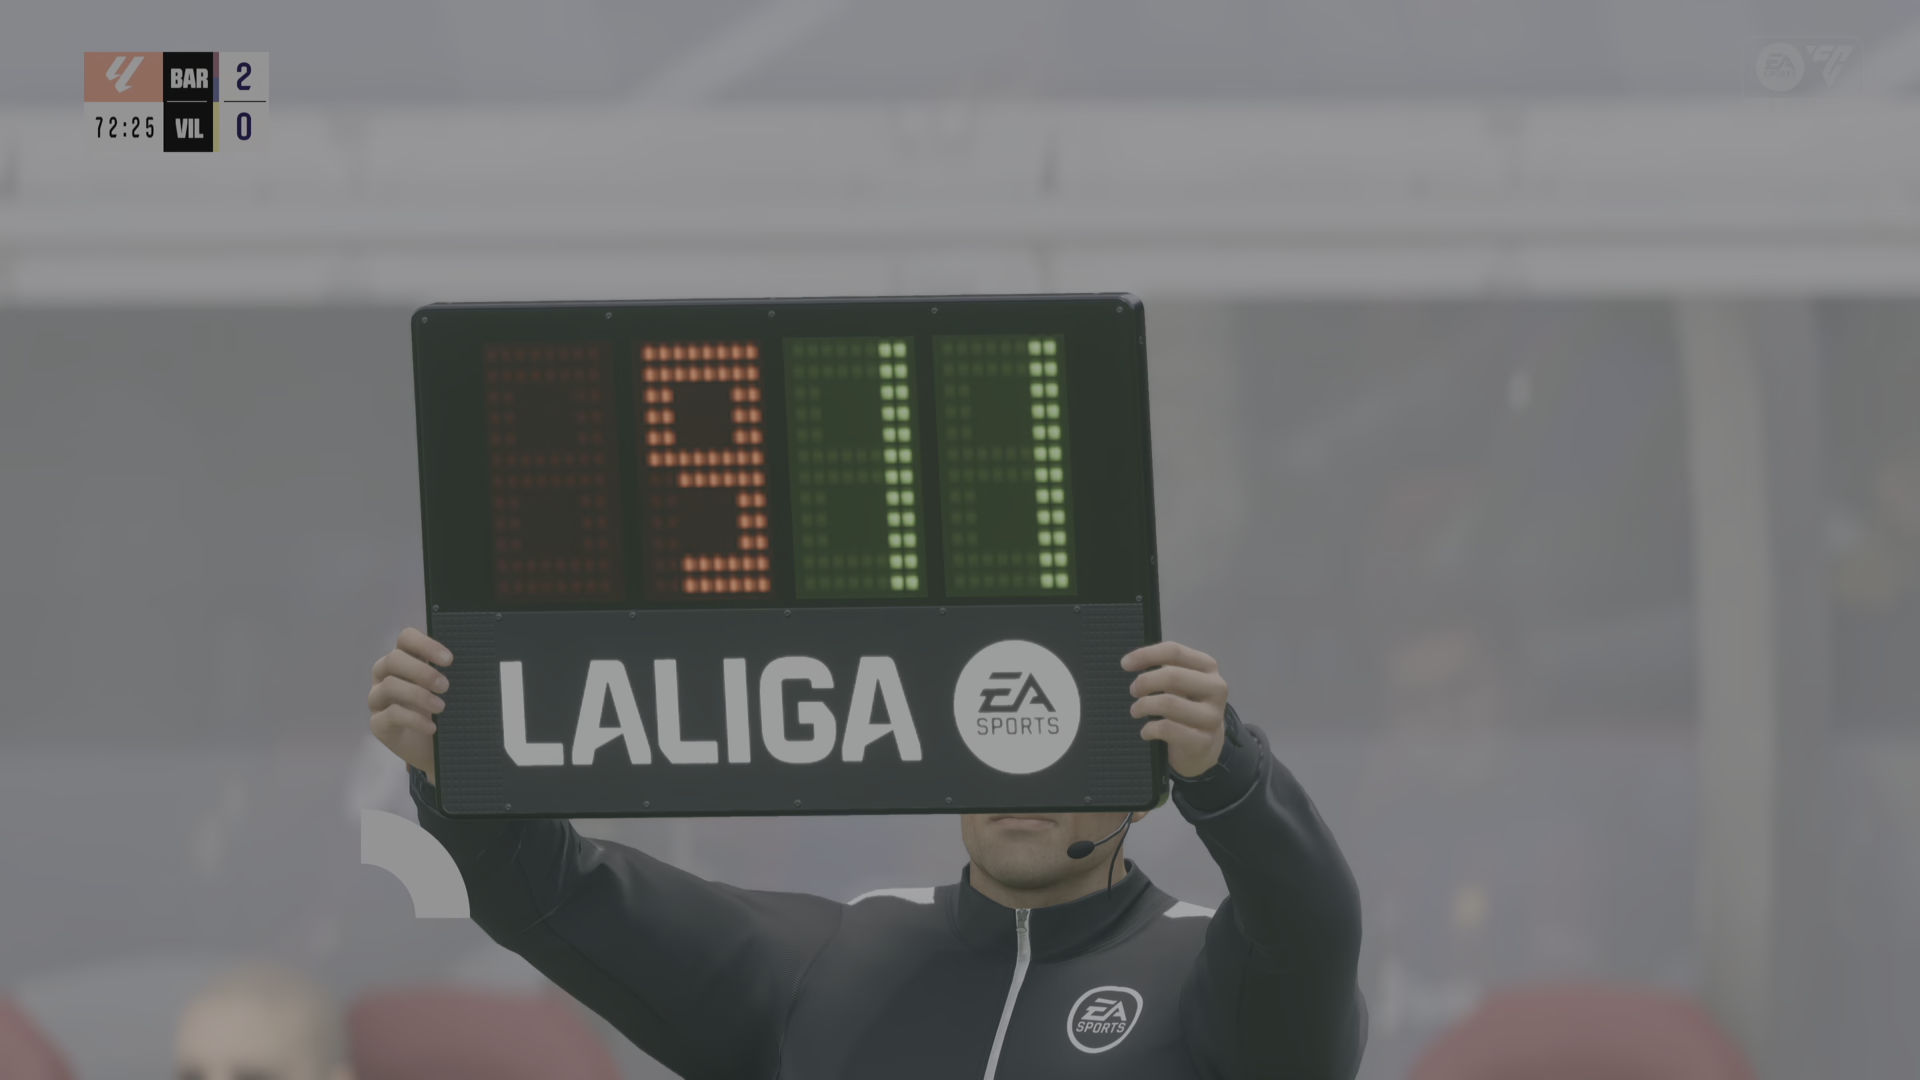 BAR 2
72:25 VIL 0
9 11
LALIGA EA SPORTS
EA SPORTS